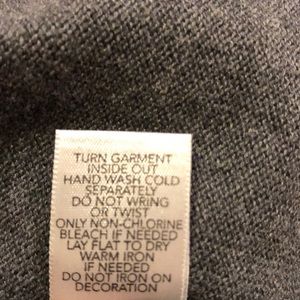 TURN GARMENT
INSIDE OUT
HAND WASH COLD
SEPARATELY
DO NOT WRING
OR TWIST
ONLY NON-CHLORINE
BLEACH IF NEEDED
LAY FLAT TO DRY
WARM IRON
IF NEEDED
DO NOT IRON ON
DECORATION